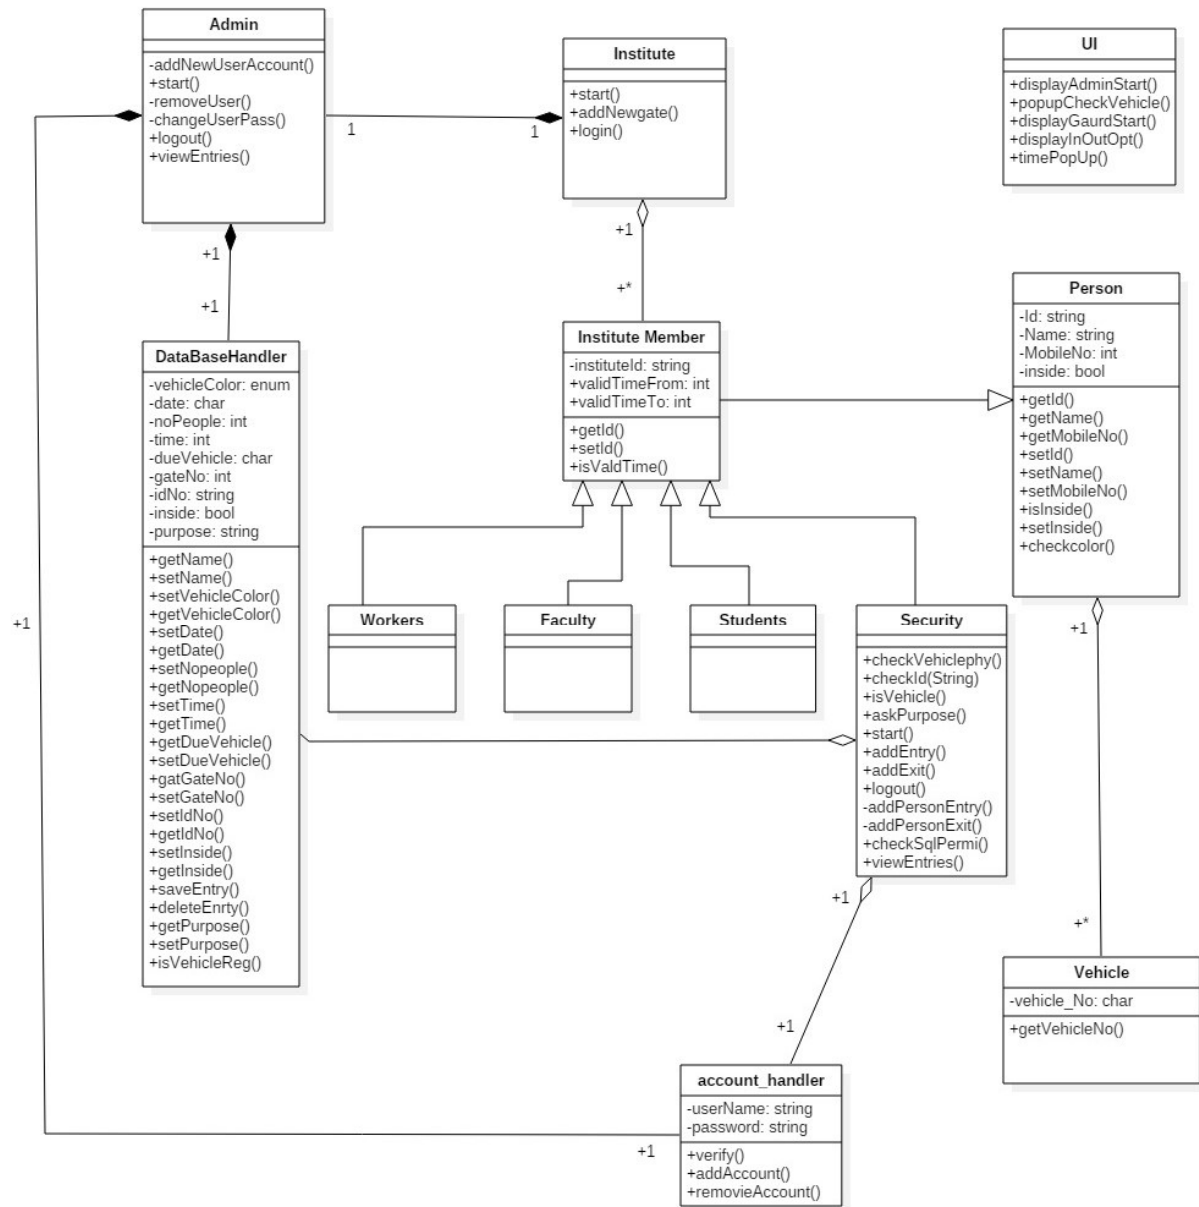 Admin
-addNewUserAccount()
+start()
-removeUser()
-changeUserPass()
+logout()
+viewEntries()
Institute
+start()
+addNewgate()
+login()
UI
+displayAdminStart()
+popupCheckVehicle()
+displayGaurdStart()
+displayInOutOpt()
+timePopUp()
1
1
+1
+1
+1
+*
Person
-Id: string
-Name: string
-MobileNo: int
-inside: bool
+getId()
+getName()
+getMobileNo()
+setId()
+setName()
+setMobileNo()
+isInside()
+setInside()
+checkcolor()
Institute Member
-instituteId: string
+validTimeFrom: int
+validTimeTo: int
+getId()
+setId()
+isValdTime()
DataBaseHandler
-vehicleColor: enum
-date: char
-noPeople: int
-time: int
-dueVehicle: char
-gateNo: int
-idNo: string
-inside: bool
-purpose: string
+getName()
+setName()
+setVehicleColor()
+getVehicleColor()
+setDate()
+getDate()
+setNopeople()
+getNopeople()
+setTime()
+getTime()
+getDueVehicle()
+setDueVehicle()
+gatGateNo()
+setGateNo()
+setIdNo()
+getIdNo()
+setInside()
+getInside()
+saveEntry()
+deleteEnrty()
+getPurpose()
+setPurpose()
+isVehicleReg()
+1
Workers
Faculty
Students
Security
+checkVehiclephy()
+checkId(String)
+isVehicle()
+askPurpose()
+start()
+addEntry()
+addExit()
+logout()
-addPersonEntry()
-addPersonExit()
+checkSqlPermi()
+viewEntries()
+1
+*
Vehicle
-vehicle_No: char
+getVehicleNo()
+1
+1
account_handler
-userName: string
-password: string
+verify()
+addAccount()
+removieAccount()
+1